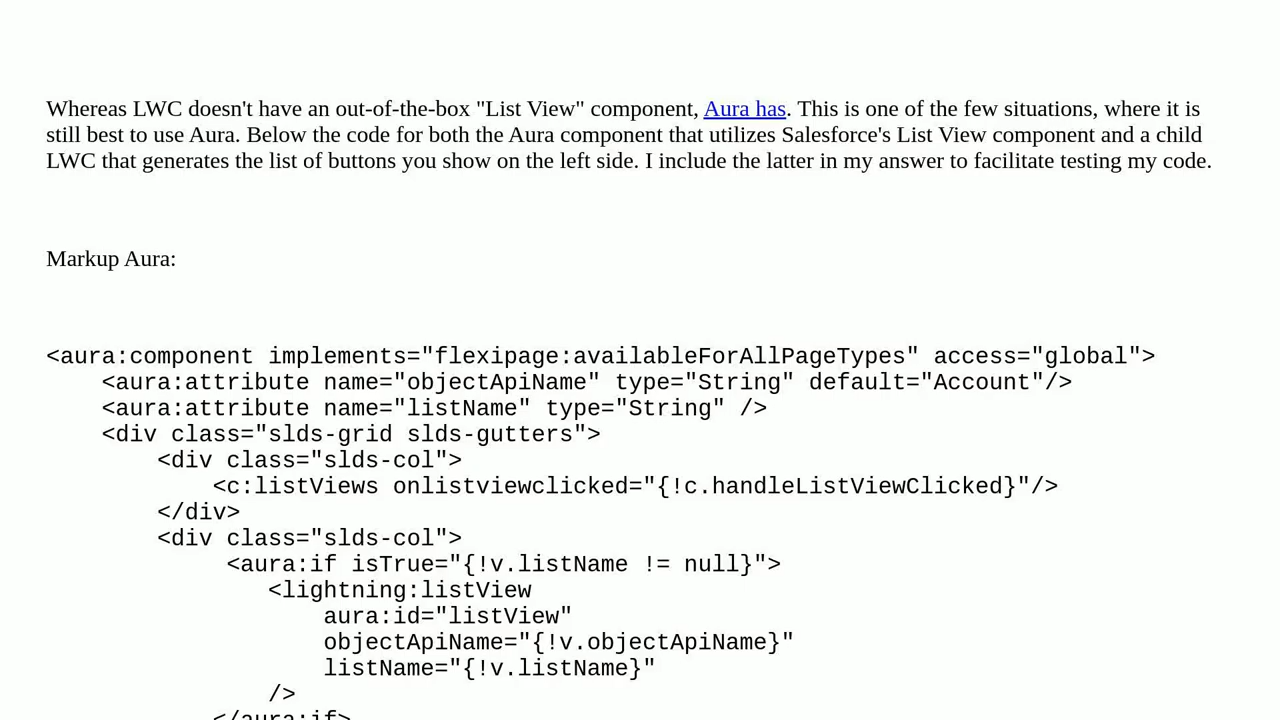 Whereas LWC doesn't have an out-of-the-box "List View" component, Aura has. This is one of the few situations, where it is
still best to use Aura. Below the code for both the Aura component that utilizes Salesforce's List View component and a child
LWC that generates the list of buttons you show on the left side. I include the latter in my answer to facilitate testing my code.
Markup Aura:
<aura:component implements="flexipage:availableForAllPageTypes" access="global">
    <aura:attribute name="objectApiName" type="String" default="Account"/>
    <aura:attribute name="listName" type="String" />
    <div class="slds-grid slds-gutters">
        <div class="slds-col">
            <c:listViews onlistviewclicked="{!c.handleListViewClicked}"/>
        </div>
        <div class="slds-col">
             <aura:if isTrue="{!v.listName != null}">
                <lightning:listView
                    aura:id="listView"
                    objectApiName="{!v.objectApiName}"
                    listName="{!v.listName}"
                />
            </aura:if>